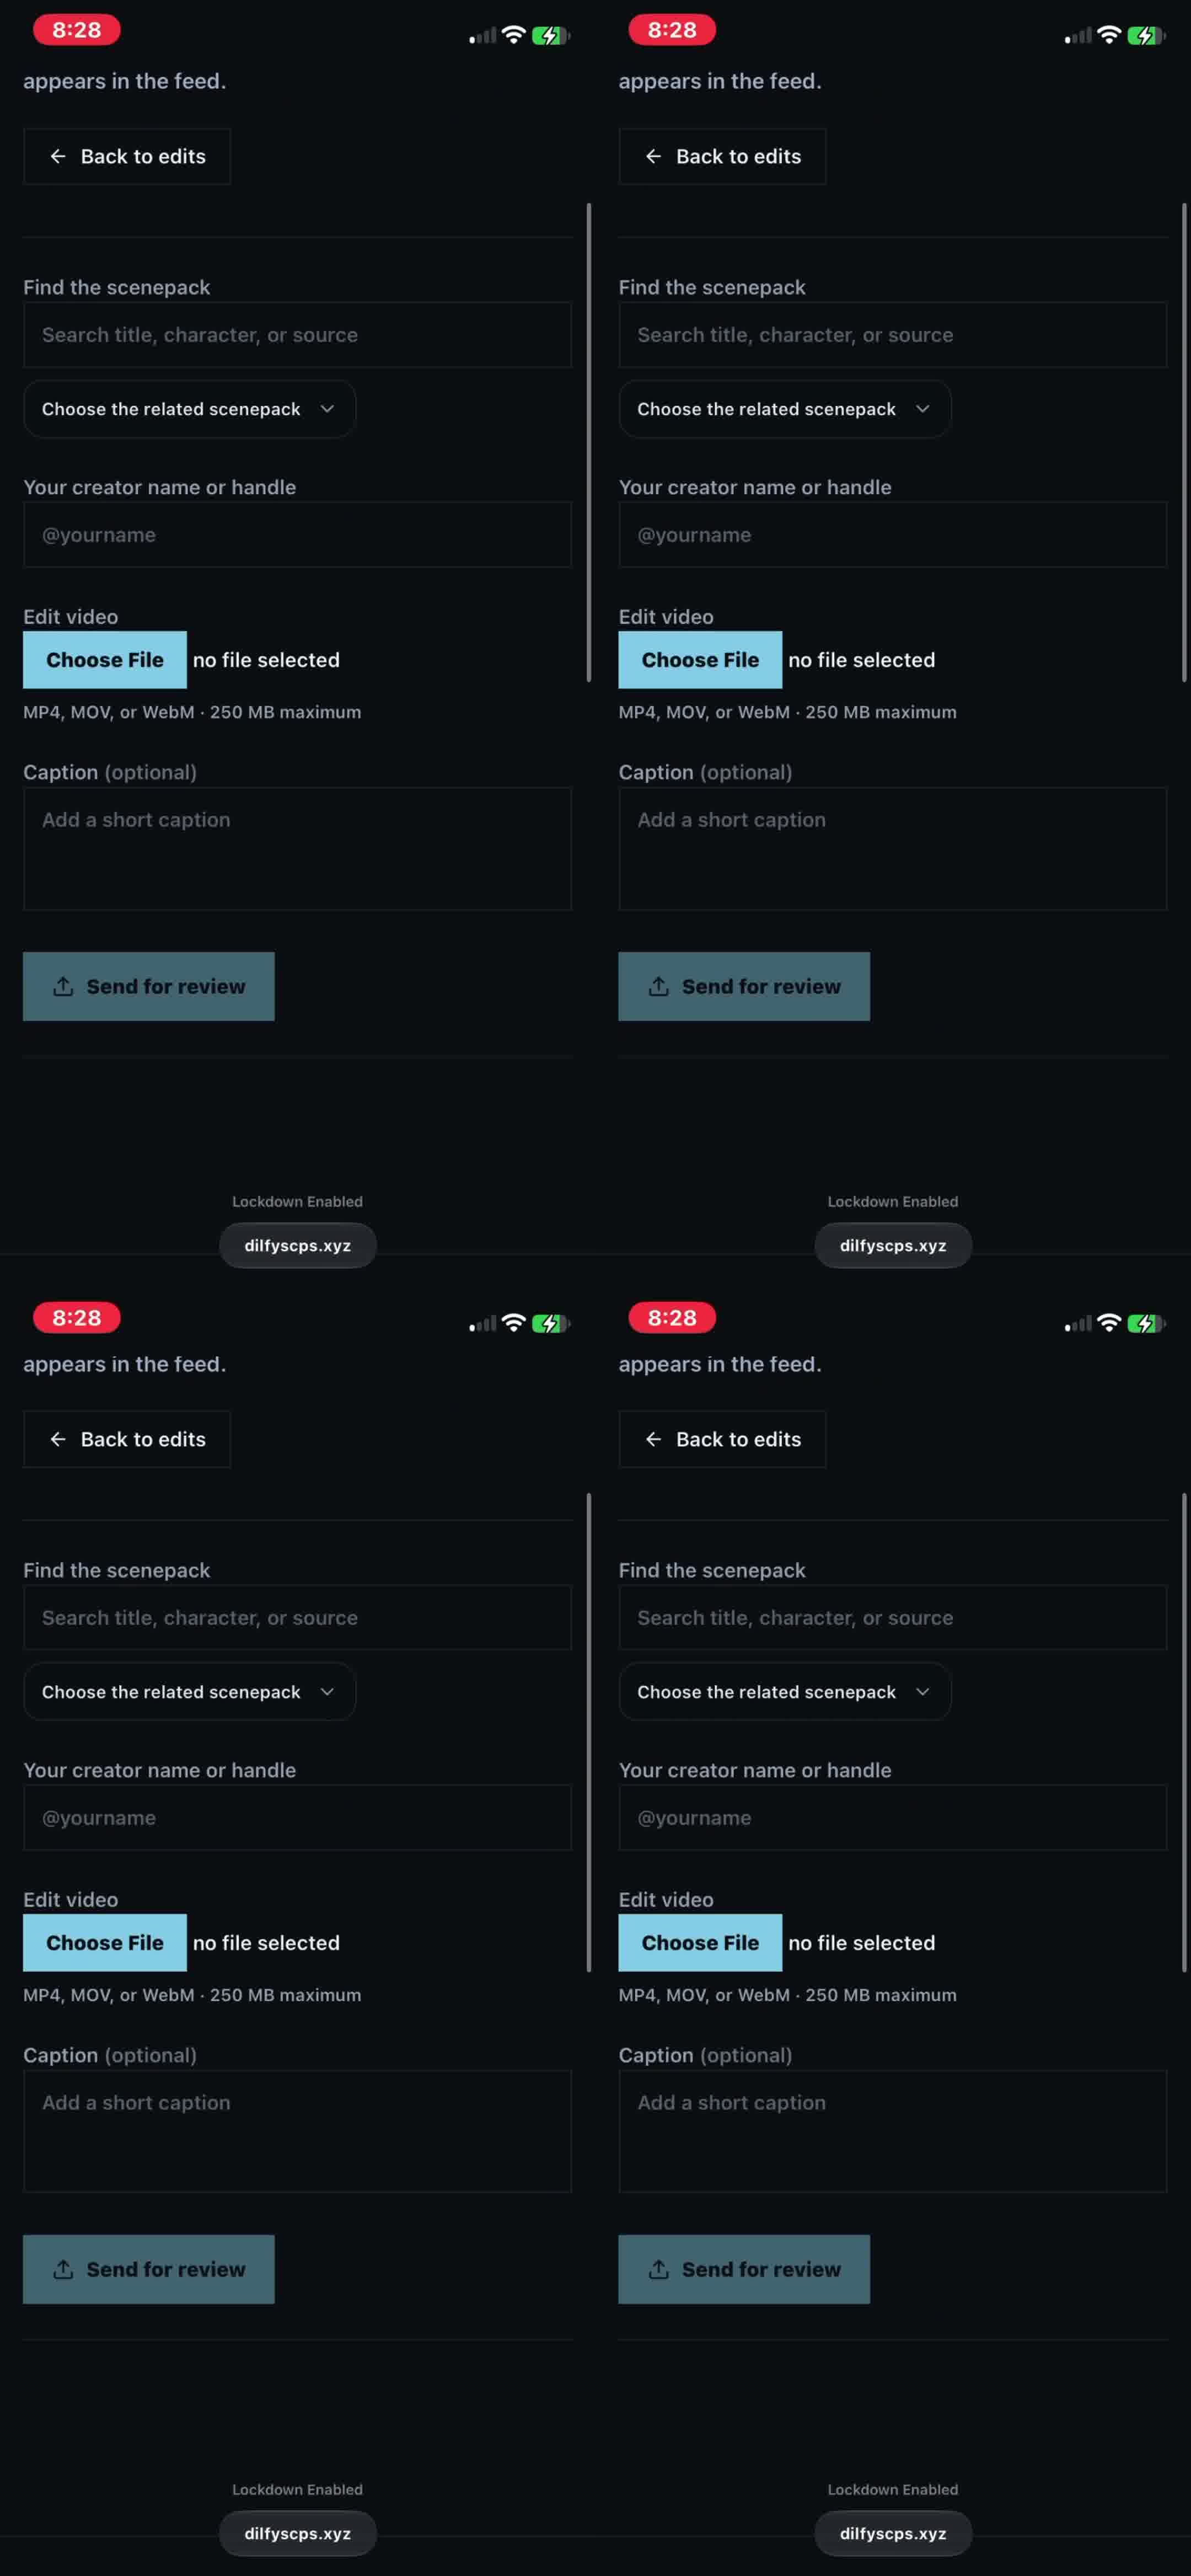 8:28
appears in the feed.
← Back to edits
Find the scenepack
Search title, character, or source
Choose the related scenepack
Your creator name or handle
@yourname
Edit video
Choose File no file selected
MP4, MOV, or WebM · 250 MB maximum
Caption (optional)
Add a short caption
Send for review
Lockdown Enabled
dilfyscps.xyz
8:28
appears in the feed.
← Back to edits
Find the scenepack
Search title, character, or source
Choose the related scenepack
Your creator name or handle
@yourname
Edit video
Choose File no file selected
MP4, MOV, or WebM · 250 MB maximum
Caption (optional)
Add a short caption
Send for review
Lockdown Enabled
dilfyscps.xyz
8:28
appears in the feed.
← Back to edits
Find the scenepack
Search title, character, or source
Choose the related scenepack
Your creator name or handle
@yourname
Edit video
Choose File no file selected
MP4, MOV, or WebM · 250 MB maximum
Caption (optional)
Add a short caption
Send for review
Lockdown Enabled
dilfyscps.xyz
8:28
appears in the feed.
← Back to edits
Find the scenepack
Search title, character, or source
Choose the related scenepack
Your creator name or handle
@yourname
Edit video
Choose File no file selected
MP4, MOV, or WebM · 250 MB maximum
Caption (optional)
Add a short caption
Send for review
Lockdown Enabled
dilfyscps.xyz